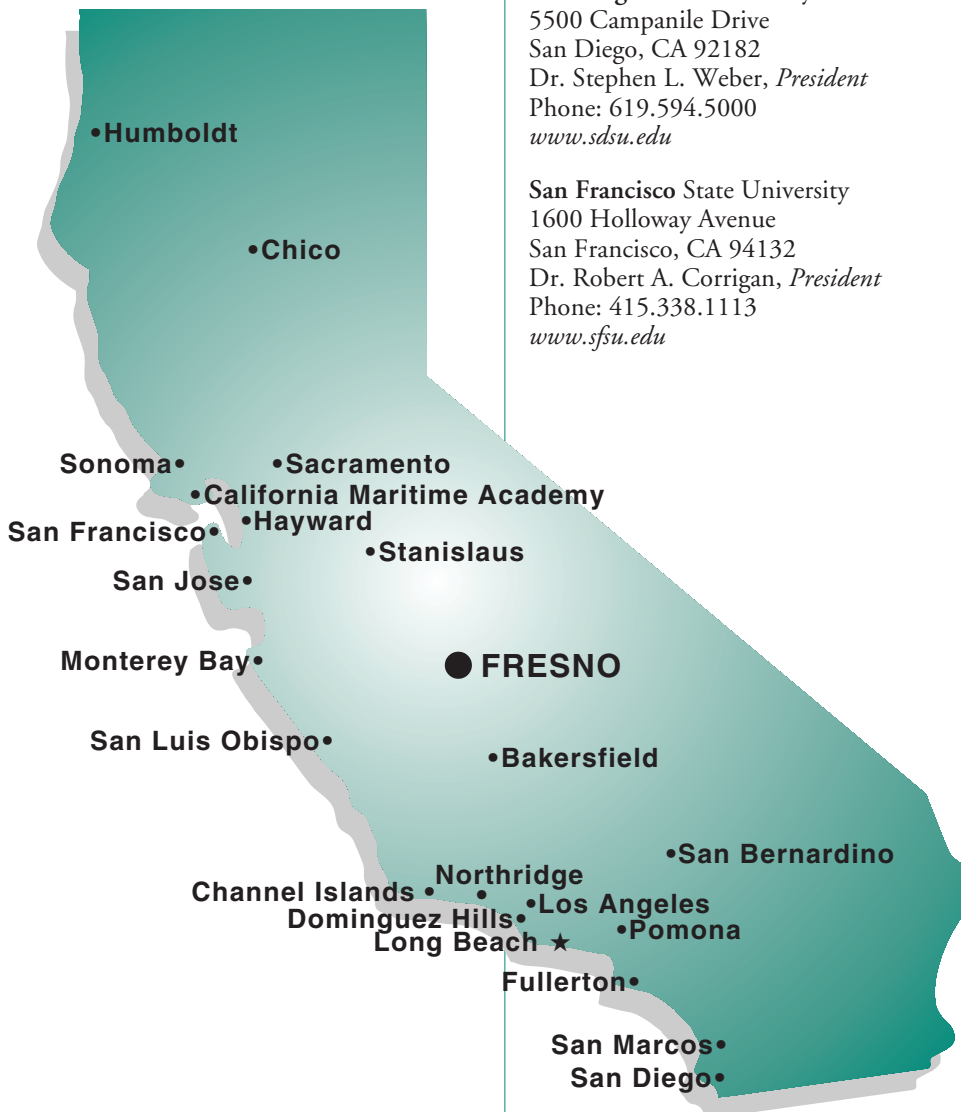 5500 Campanile Drive
San Diego, CA 92182
Dr. Stephen L. Weber, President
Phone: 619.594.5000
www.sdsu.edu
San Francisco State University
1600 Holloway Avenue
San Francisco, CA 94132
Dr. Robert A. Corrigan, President
Phone: 415.338.1113
www.sfsu.edu
•Humboldt
•Chico
Sonoma•
•Sacramento
•California Maritime Academy
•Hayward
San Francisco•
•Stanislaus
San Jose•
Monterey Bay•
● FRESNO
San Luis Obispo•
•Bakersfield
•San Bernardino
Northridge
Channel Islands •
•Los Angeles
Dominguez Hills•
•Pomona
Long Beach ★
Fullerton•
San Marcos•
San Diego•